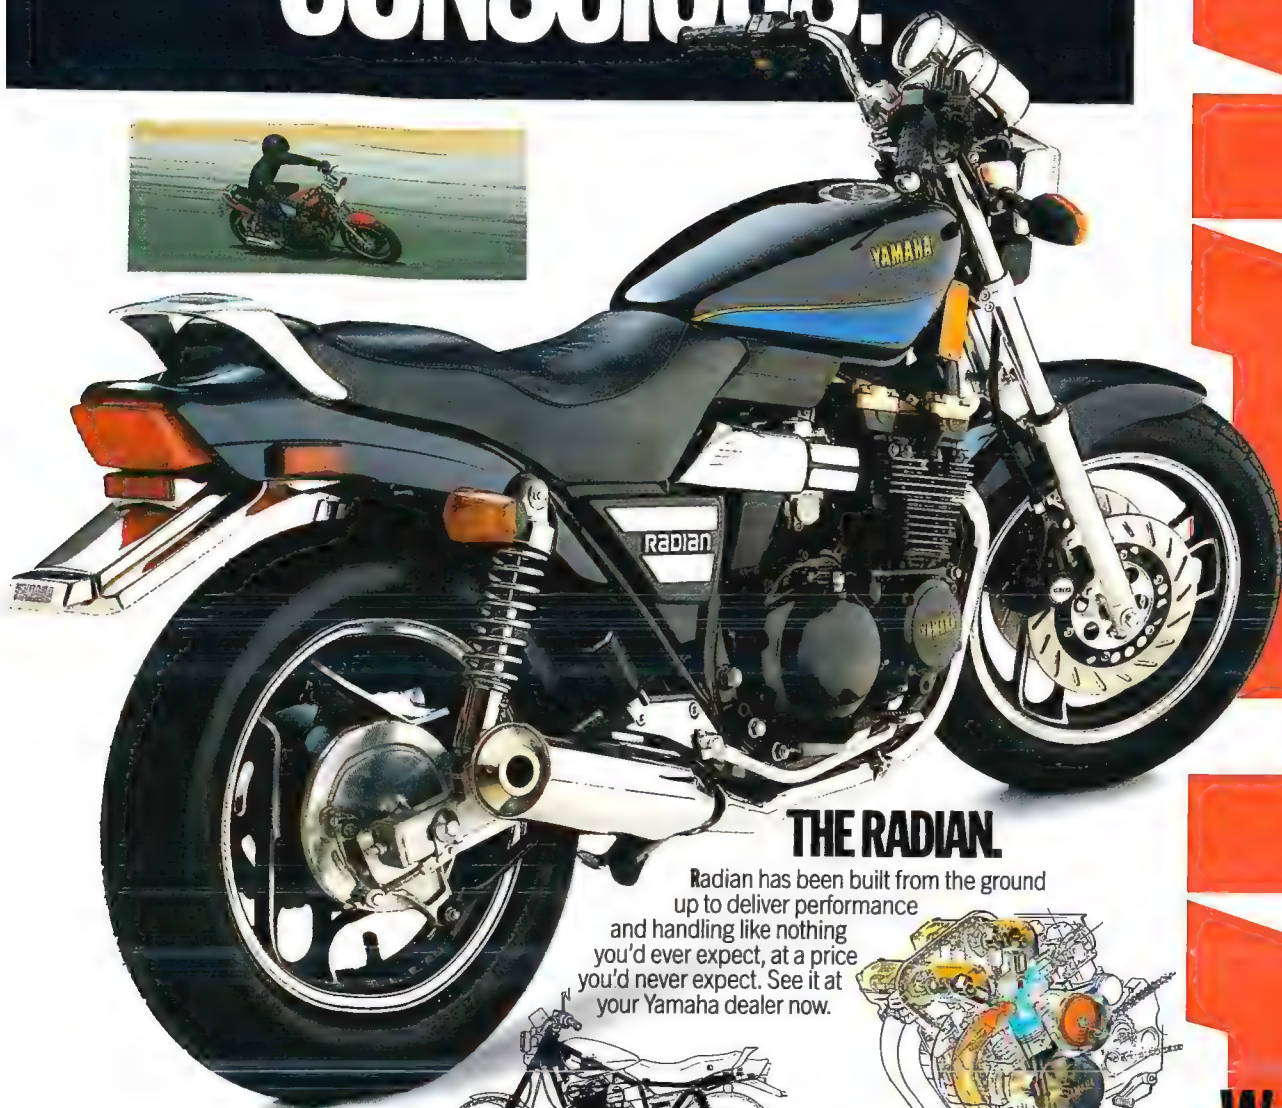 CONSCIOUS.
YAMAHA
RADIAN
THE RADIAN.
Radian has been built from the ground
up to deliver performance
and handling like nothing
you'd ever expect, at a price
you'd never expect. See it at
your Yamaha dealer now.